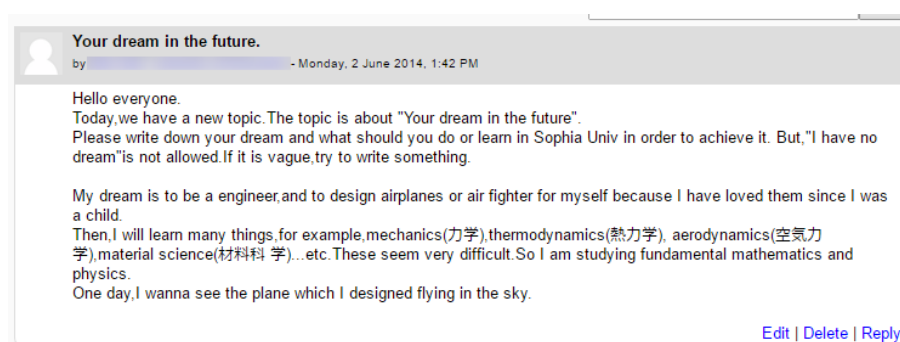 Your dream in the future.
by - Monday, 2 June 2014, 1:42 PM
Hello everyone.
Today,we have a new topic.The topic is about "Your dream in the future".
Please write down your dream and what should you do or learn in Sophia Univ in order to achieve it. But,"I have no
dream"is not allowed.If it is vague,try to write something.
My dream is to be a engineer,and to design airplanes or air fighter for myself because I have loved them since I was
a child.
Then,I will learn many things,for example,mechanics(力学),thermodynamics(熱力学), aerodynamics(空気力
学),material science(材料科 学)...etc.These seem very difficult.So I am studying fundamental mathematics and
physics.
One day,I wanna see the plane which I designed flying in the sky.
Edit | Delete | Reply